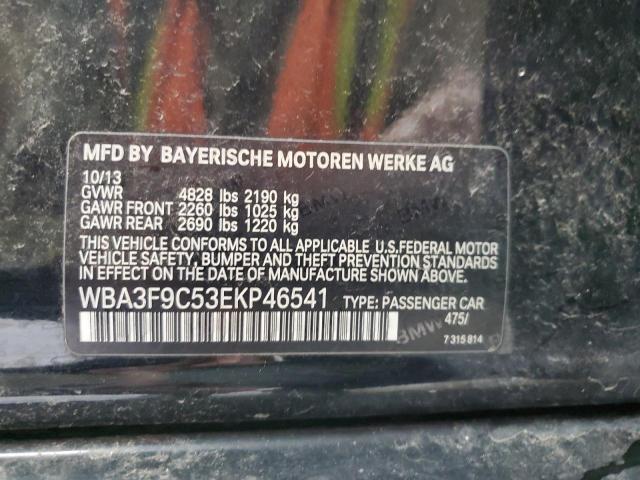 MFD BY BAYERISCHE MOTOREN WERKE AG
10/13
GVWR 4828 lbs 2190 kg
GAWR FRONT 2260 lbs 1025 kg
GAWR REAR 2690 lbs 1220 kg
THIS VEHICLE CONFORMS TO ALL APPLICABLE U.S.FEDERAL MOTOR
VEHICLE SAFETY, BUMPER AND THEFT PREVENTION STANDARDS
IN EFFECT ON THE DATE OF MANUFACTURE SHOWN ABOVE.
WBA3F9C53EKP46541 TYPE: PASSENGER CAR
475/
BMW
7 315 814